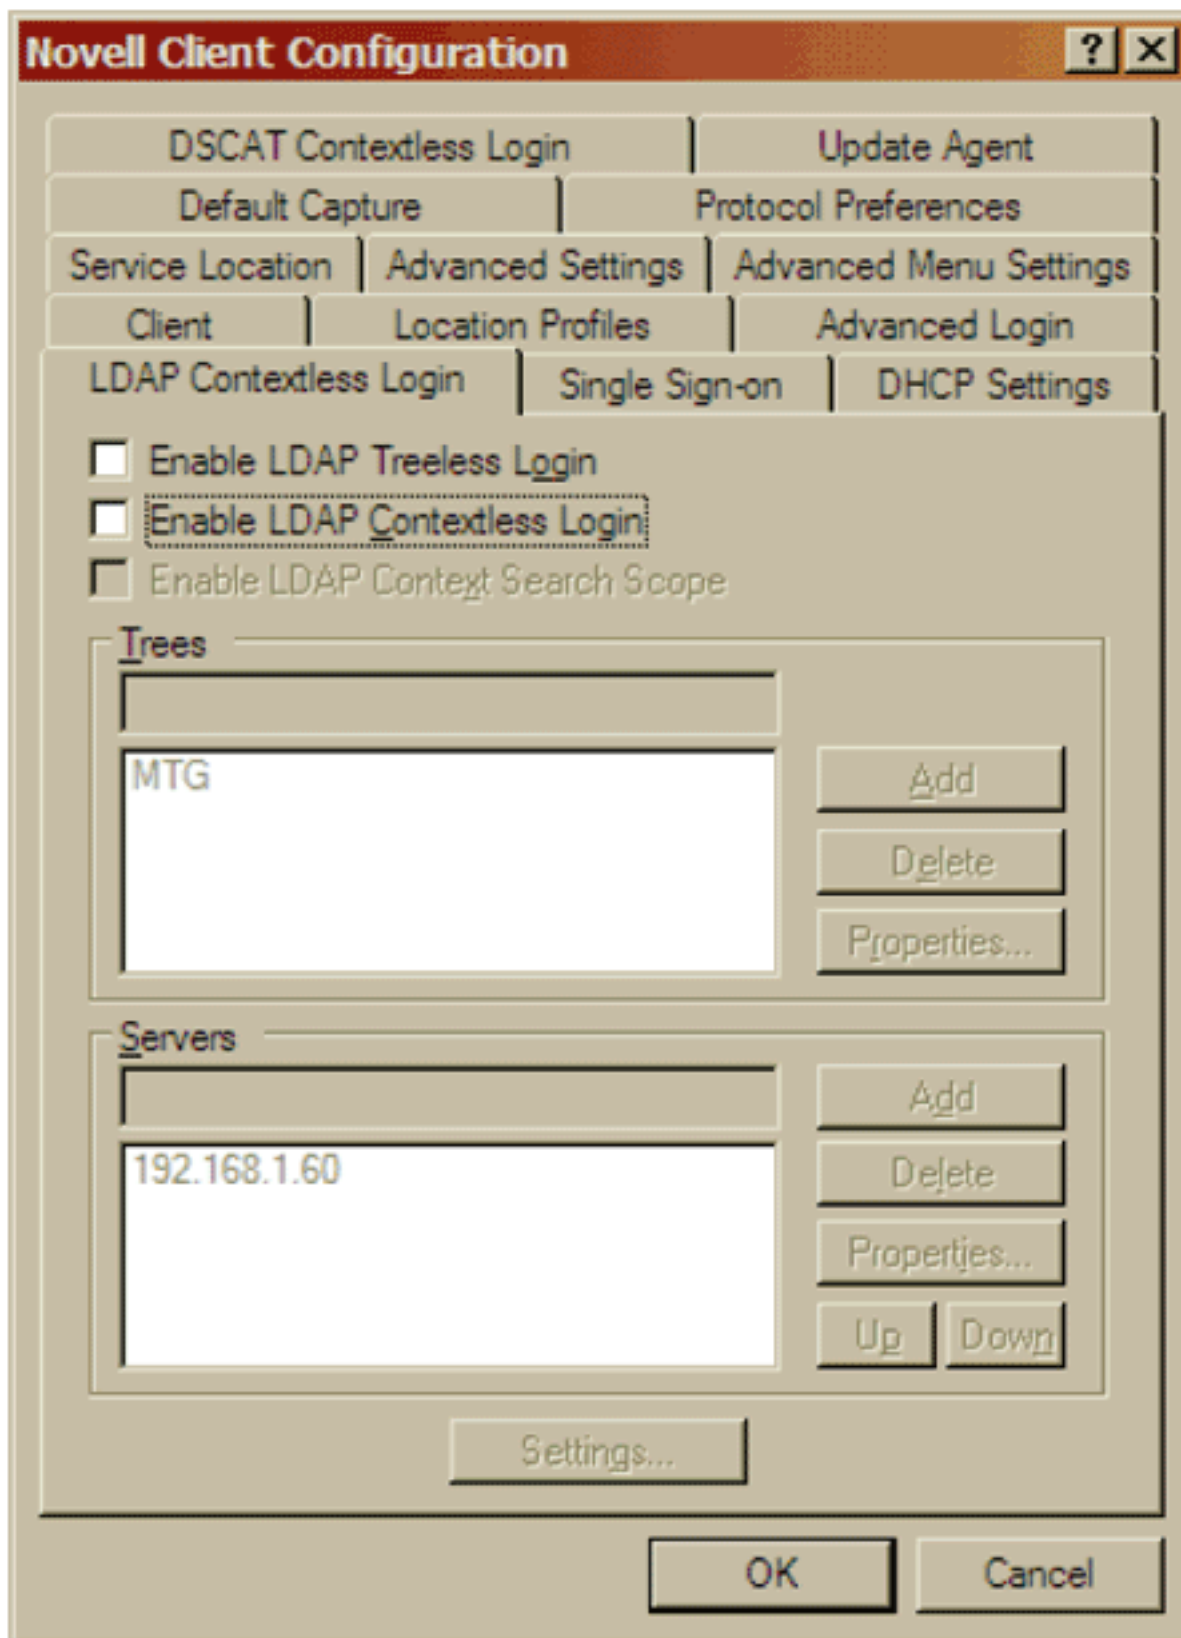 Novell Client Configuration
DSCAT Contextless Login Update Agent
Default Capture Protocol Preferences
Service Location Advanced Settings Advanced Menu Settings
Client Location Profiles Advanced Login
LDAP Contextless Login Single Sign-on DHCP Settings
Enable LDAP Treeless Login
Enable LDAP Contextless Login
Enable LDAP Context Search Scope
Trees
MTG
Add
Delete
Properties...
Servers
Add
192.168.1.60
Delete
Properties...
Up Down
Settings...
OK Cancel